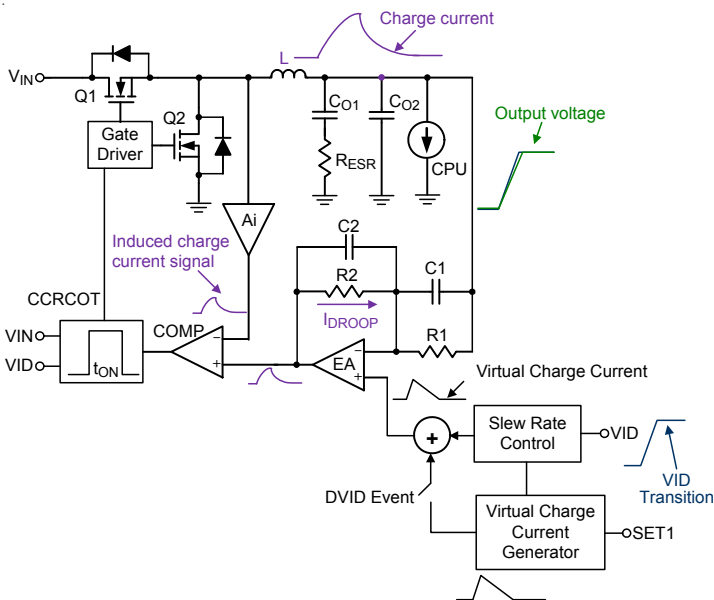 Charge current
L
VIN
Q1
Q2
CO1
CO2
RESR
CPU
Output voltage
Gate
Driver
Ai
Induced charge
current signal
C2
R2
IDROOP
C1
R1
CCRCOT
COMP
VIN
VID
tON
−
+
EA
−
+
Virtual Charge Current
+
Slew Rate
Control
VID
VID
Transition
DVID Event
Virtual Charge
Current
Generator
SET1